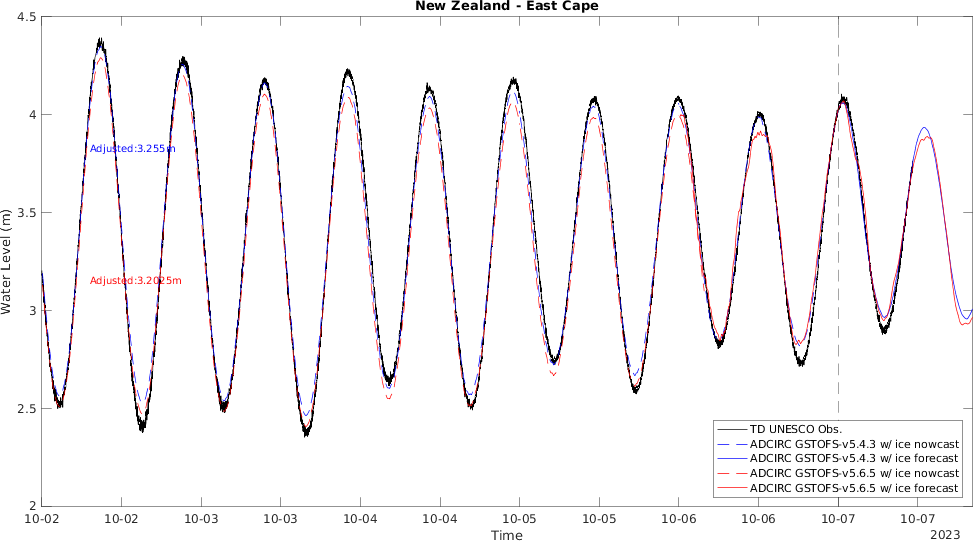 New Zealand - East Cape
4.5
4
3.5
3
2.5
2
Water Level (m)
Adjusted:3.255m
Adjusted:3.2025m
TD UNESCO Obs.
ADCIRC GSTOFS-v5.4.3 w/ ice nowcast
ADCIRC GSTOFS-v5.4.3 w/ ice forecast
ADCIRC GSTOFS-v5.6.5 w/ ice nowcast
ADCIRC GSTOFS-v5.6.5 w/ ice forecast
10-02 10-02 10-03 10-03 10-04 10-04 10-05 10-05 10-06 10-06 10-07 10-07
Time
2023